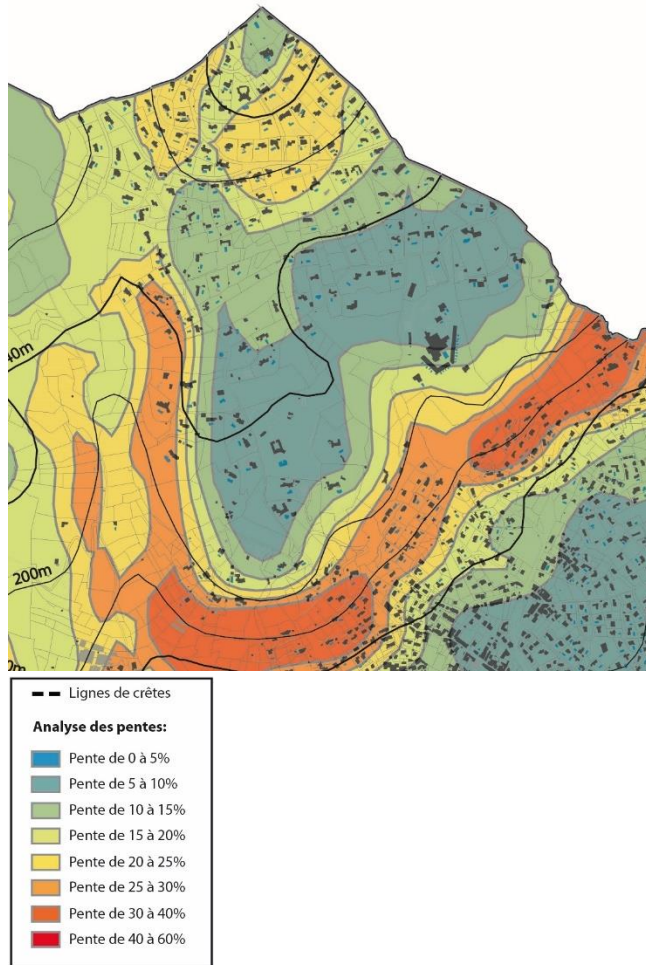 40m
200m
0m
Lignes de crêtes
Analyse des pentes:
Pente de 0 à 5%
Pente de 5 à 10%
Pente de 10 à 15%
Pente de 15 à 20%
Pente de 20 à 25%
Pente de 25 à 30%
Pente de 30 à 40%
Pente de 40 à 60%